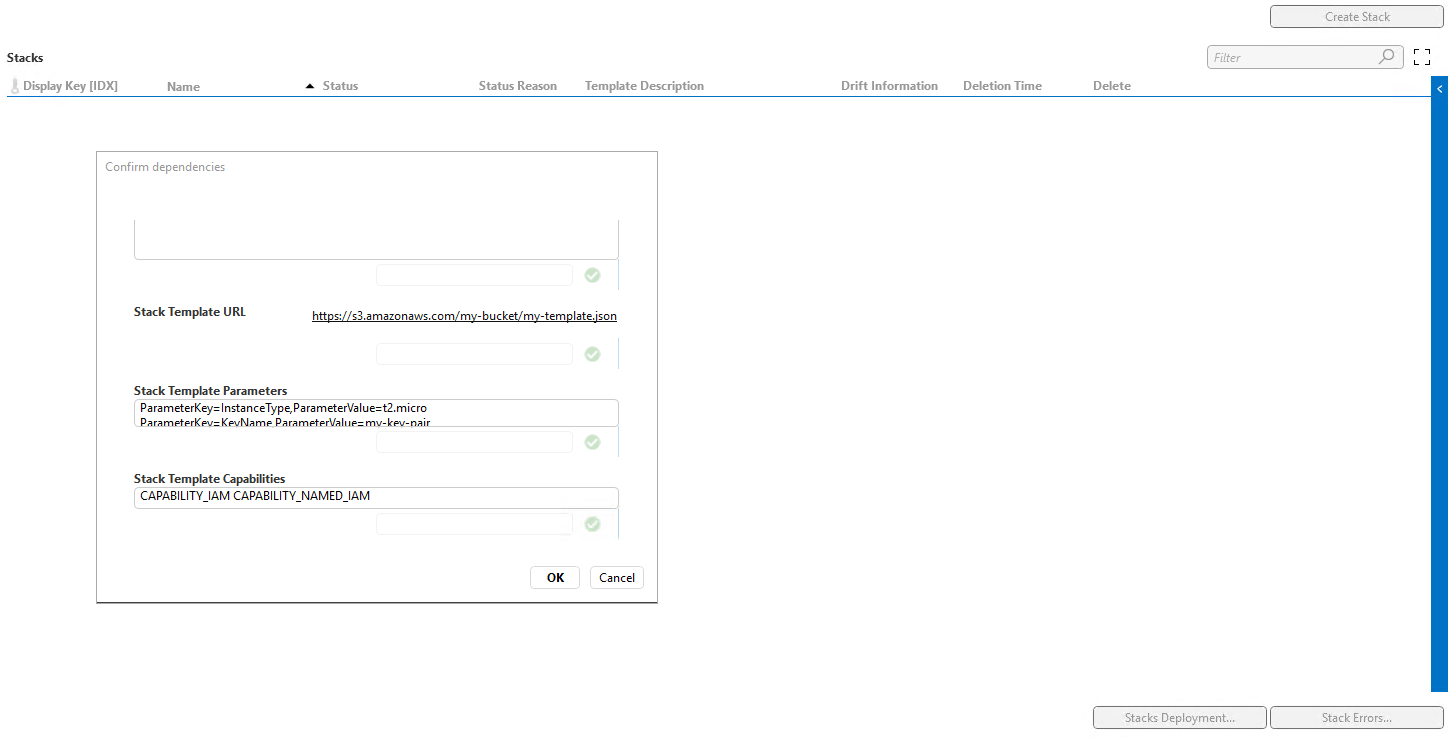 Create Stack
Stacks
Filter
Display Key [IDX] Name Status Status Reason Template Description Drift Information Deletion Time Delete
Confirm dependencies
Stack Template URL https://s3.amazonaws.com/my-bucket/my-template.json
Stack Template Parameters
ParameterKey=InstanceType,ParameterValue=t2.micro
ParameterKey=KeyName,ParameterValue=my-key-pair
Stack Template Capabilities
CAPABILITY_IAM CAPABILITY_NAMED_IAM
OK Cancel
Stacks Deployment... Stack Errors...